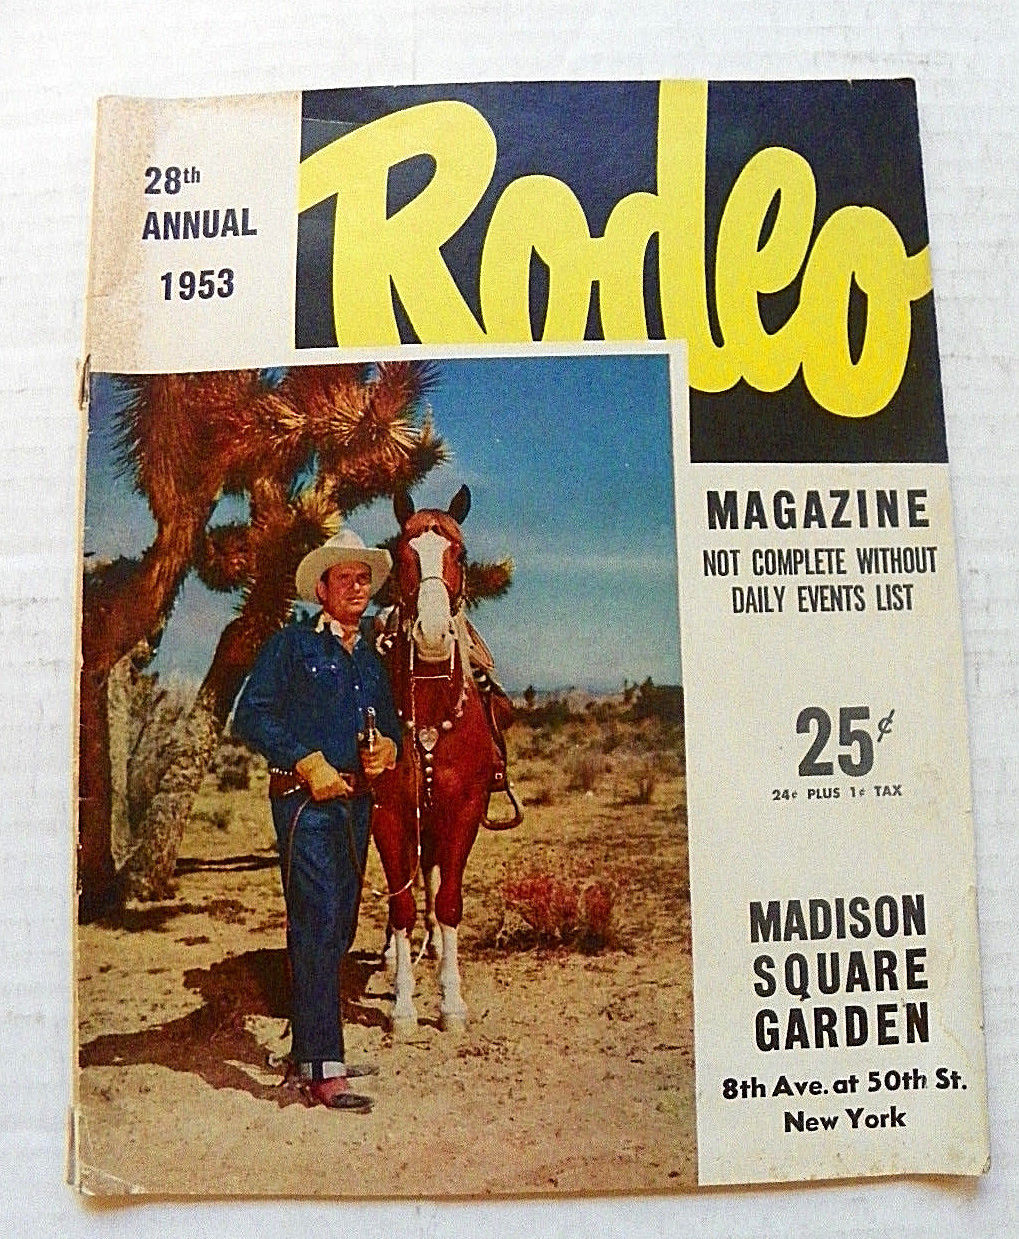 28th
ANNUAL
1953
Rodeo
MAGAZINE
NOT COMPLETE WITHOUT
DAILY EVENTS LIST
25¢
24¢ PLUS 1¢ TAX
MADISON
SQUARE
GARDEN
8th Ave. at 50th St.
New York